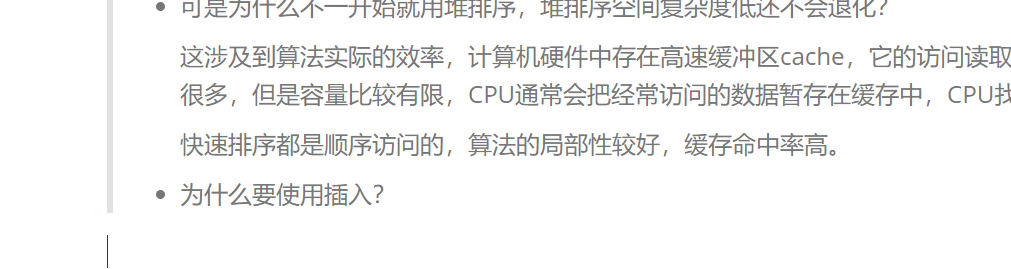 可是为什么不一开始就用堆排序，堆排序空间复杂度低还不会退化？
这涉及到算法实际的效率，计算机硬件中存在高速缓冲区cache，它的访问读取
很多，但是容量比较有限，CPU通常会把经常访问的数据暂存在缓存中，CPU找
快速排序都是顺序访问的，算法的局部性较好，缓存命中率高。
为什么要使用插入？